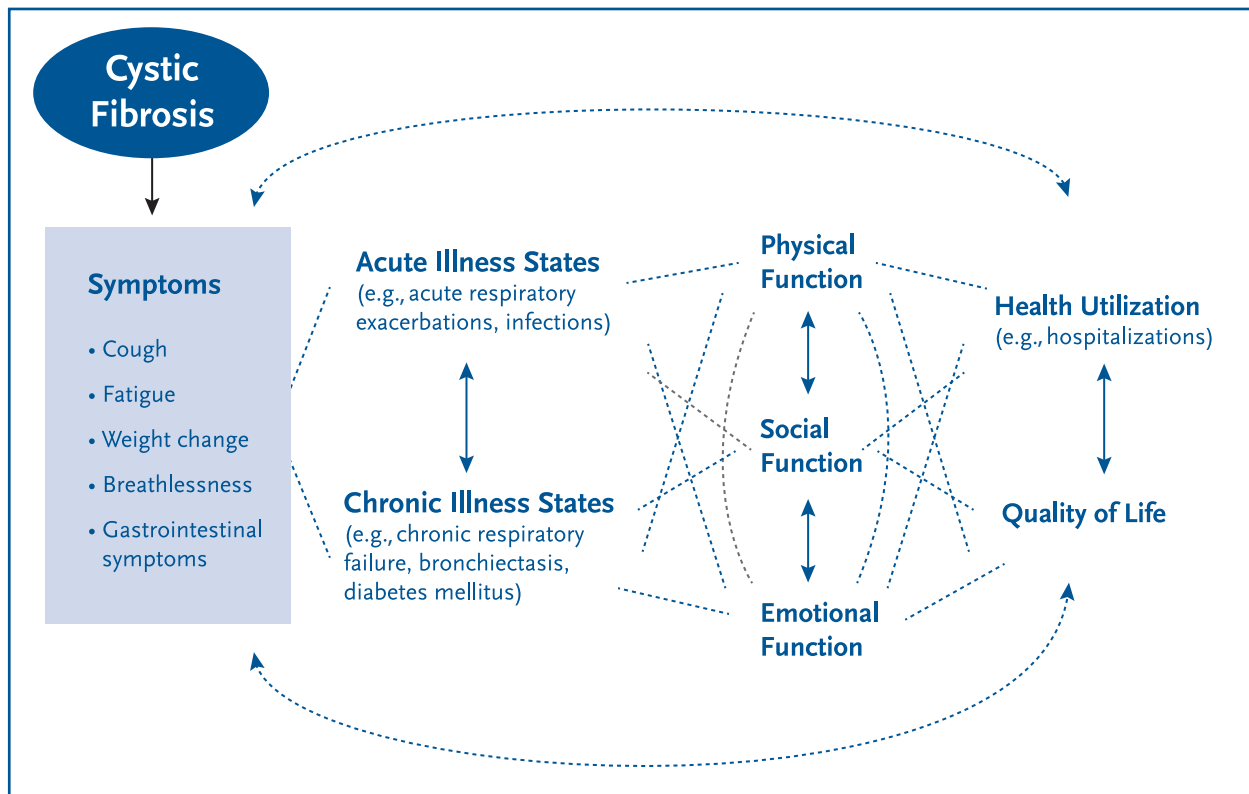 Cystic
Fibrosis
Symptoms
• Cough
• Fatigue
• Weight change
• Breathlessness
• Gastrointestinal
symptoms
Acute Illness States
(e.g., acute respiratory
exacerbations, infections)
Chronic Illness States
(e.g., chronic respiratory
failure, bronchiectasis,
diabetes mellitus)
Physical
Function
Social
Function
Emotional
Function
Health Utilization
(e.g., hospitalizations)
Quality of Life